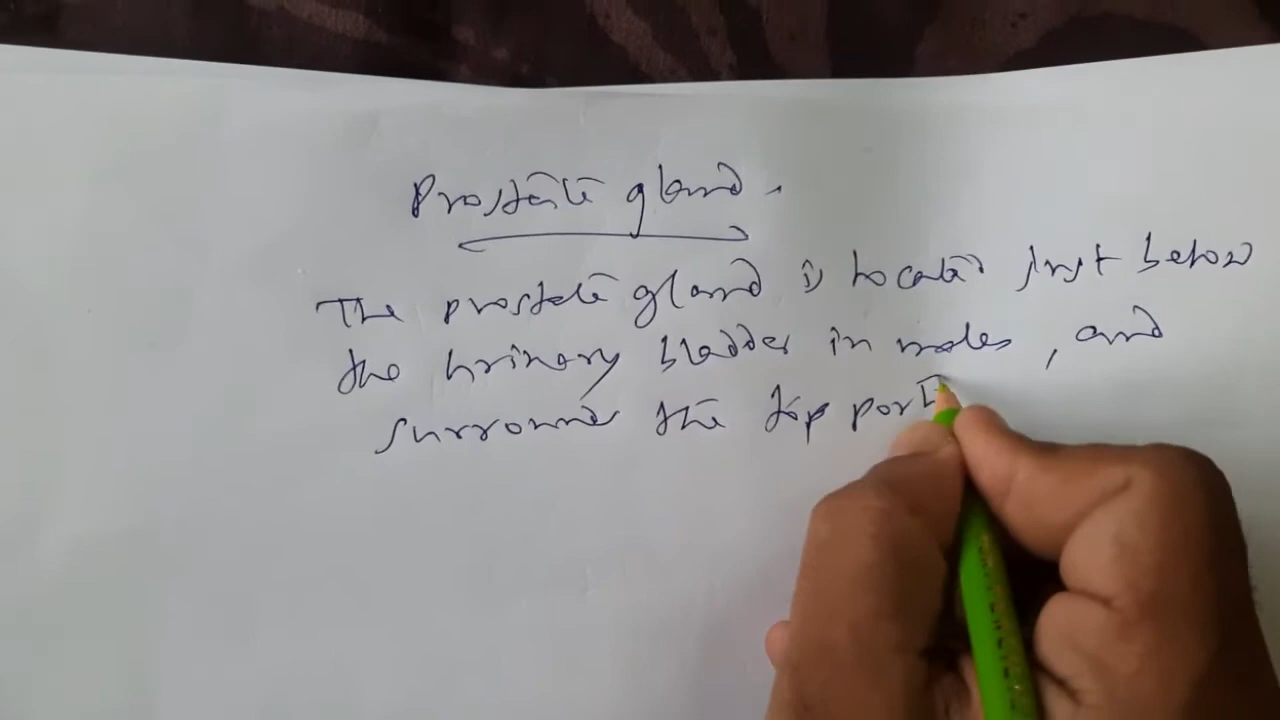 Prostate gland.
The prostate gland is located just below
the urinary bladder in males, and
surrounds the top port